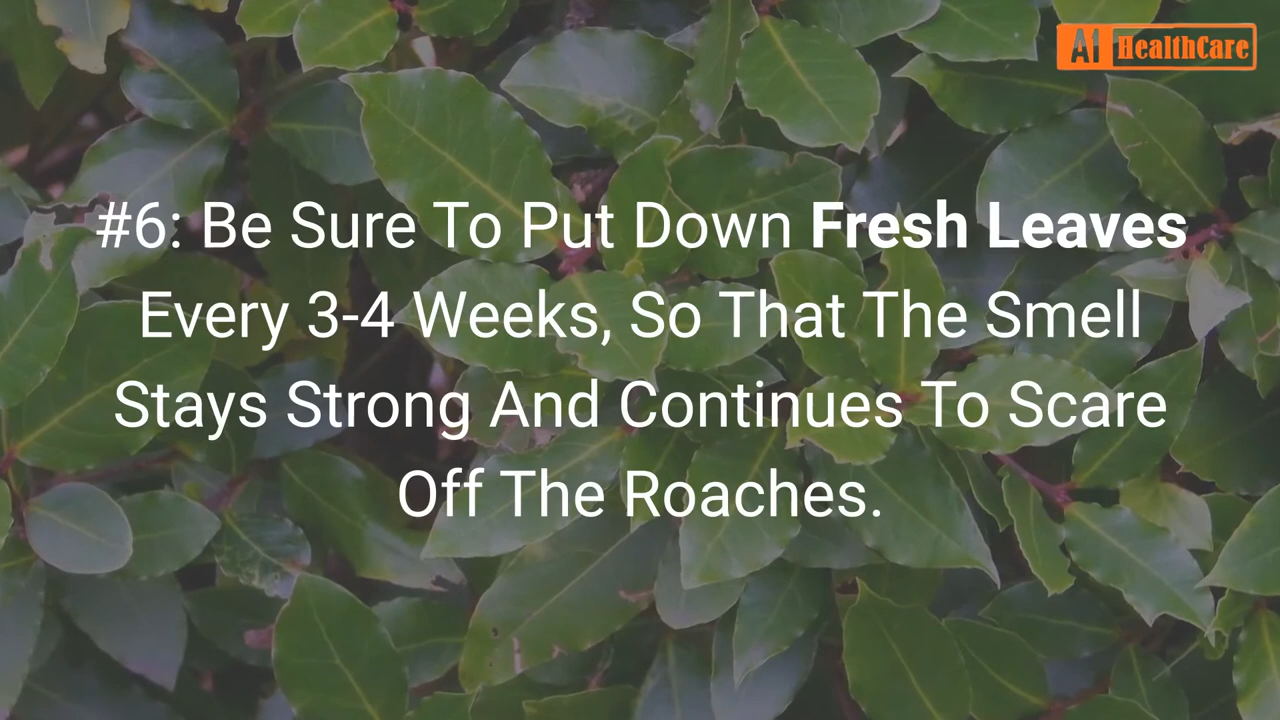 A1 HealthCare
#6: Be Sure To Put Down Fresh Leaves
Every 3-4 Weeks, So That The Smell
Stays Strong And Continues To Scare
Off The Roaches.